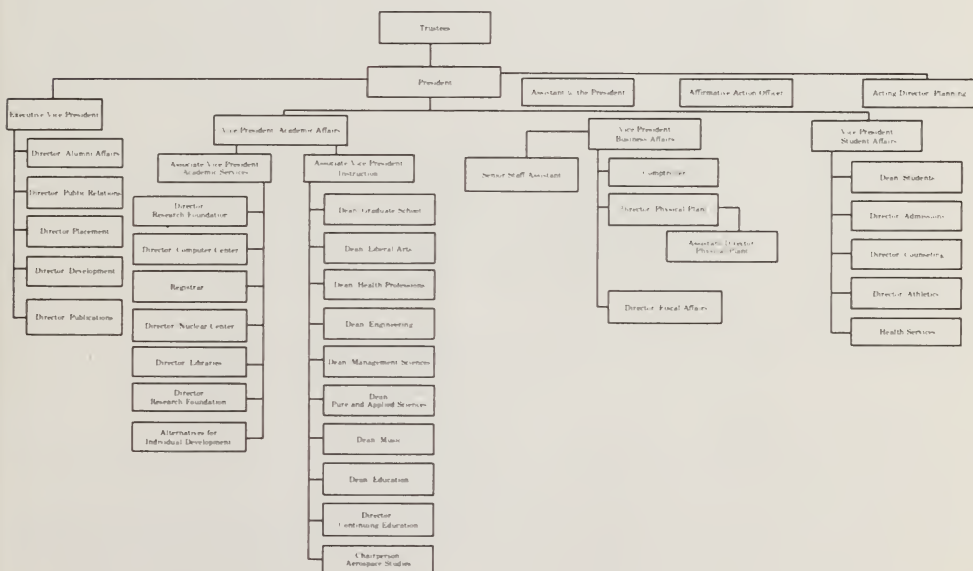 Trustees
President
Assistant to the President
Affirmative Action Officer
Acting Director Planning
Executive Vice President
Director Alumni Affairs
Director Public Relations
Director Placement
Director Development
Director Publications
Vice President Academic Affairs
Associate Vice President
Academic Services
Director
Research Foundation
Director Computer Center
Registrar
Director Nuclear Center
Director Libraries
Director
Research Foundation
Alternatives for
Individual Development
Associate Vice President
Instruction
Dean Graduate School
Dean Liberal Arts
Dean Health Professions
Dean Engineering
Dean Management Sciences
Dean
Pure and Applied Sciences
Dean Music
Dean Education
Director
Continuing Education
Chairperson
Aerospace Studies
Vice President
Business Affairs
Senior Staff Assistant
Comptroller
Director Physical Plant
Assistant Director
Physical Plant
Director Fiscal Affairs
Vice President
Student Affairs
Dean Students
Director Admissions
Director Counseling
Director Athletics
Health Services